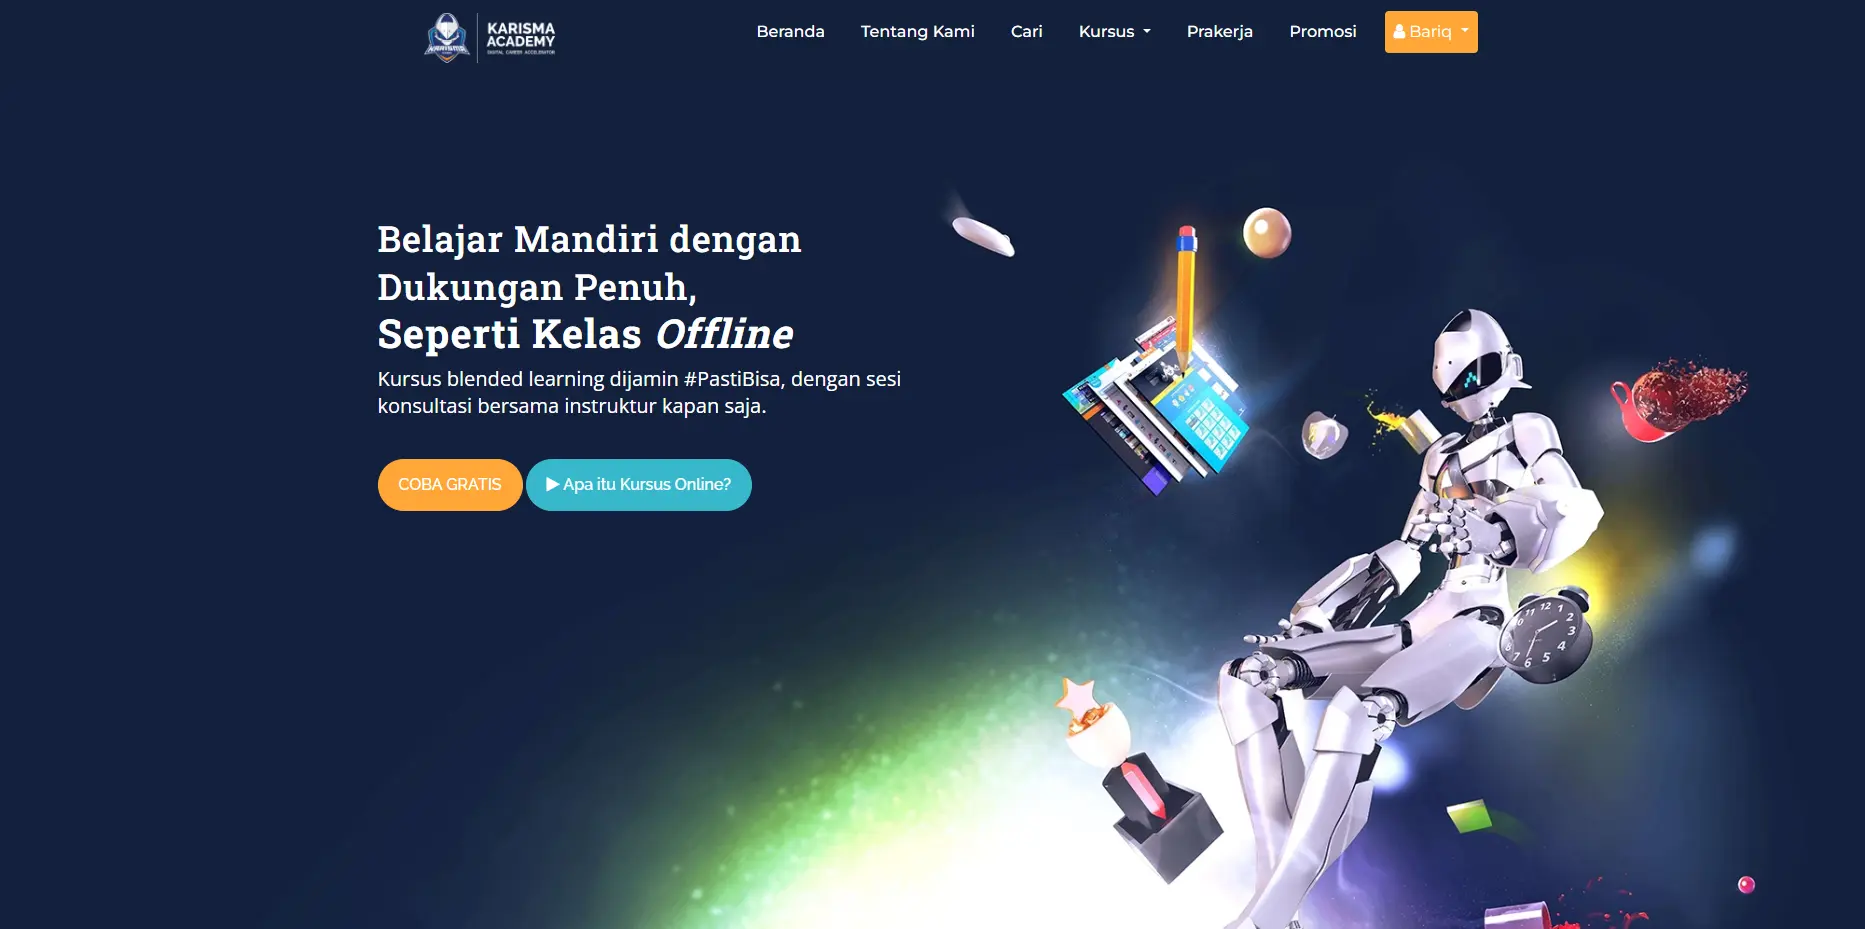 KARISMA
ACADEMY
DIGITAL CAREER ACCELERATOR
KARISMA
Beranda
Tentang Kami
Cari
Kursus
Prakerja
Promosi
Bariq
Belajar Mandiri dengan
Dukungan Penuh,
Seperti Kelas Offline
Kursus blended learning dijamin #PastiBisa, dengan sesi
konsultasi bersama instruktur kapan saja.
COBA GRATIS
Apa itu Kursus Online?
11 12 1
2
3
4
5
6
7